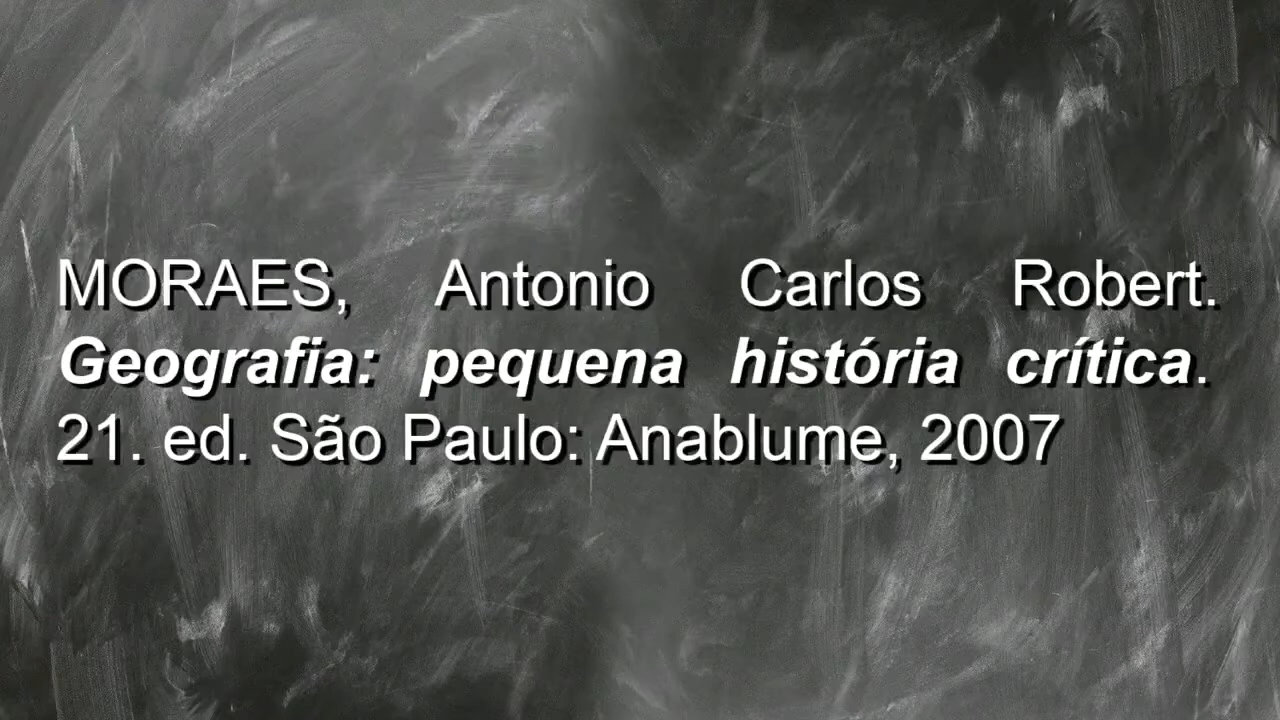 MORAES, Antonio Carlos Robert.
Geografia: pequena história crítica.
21. ed. São Paulo: Anablume, 2007